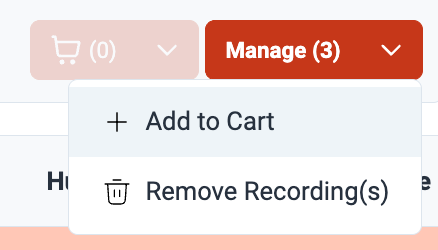 (0)
Manage (3)
Add to Cart
Remove Recording(s)